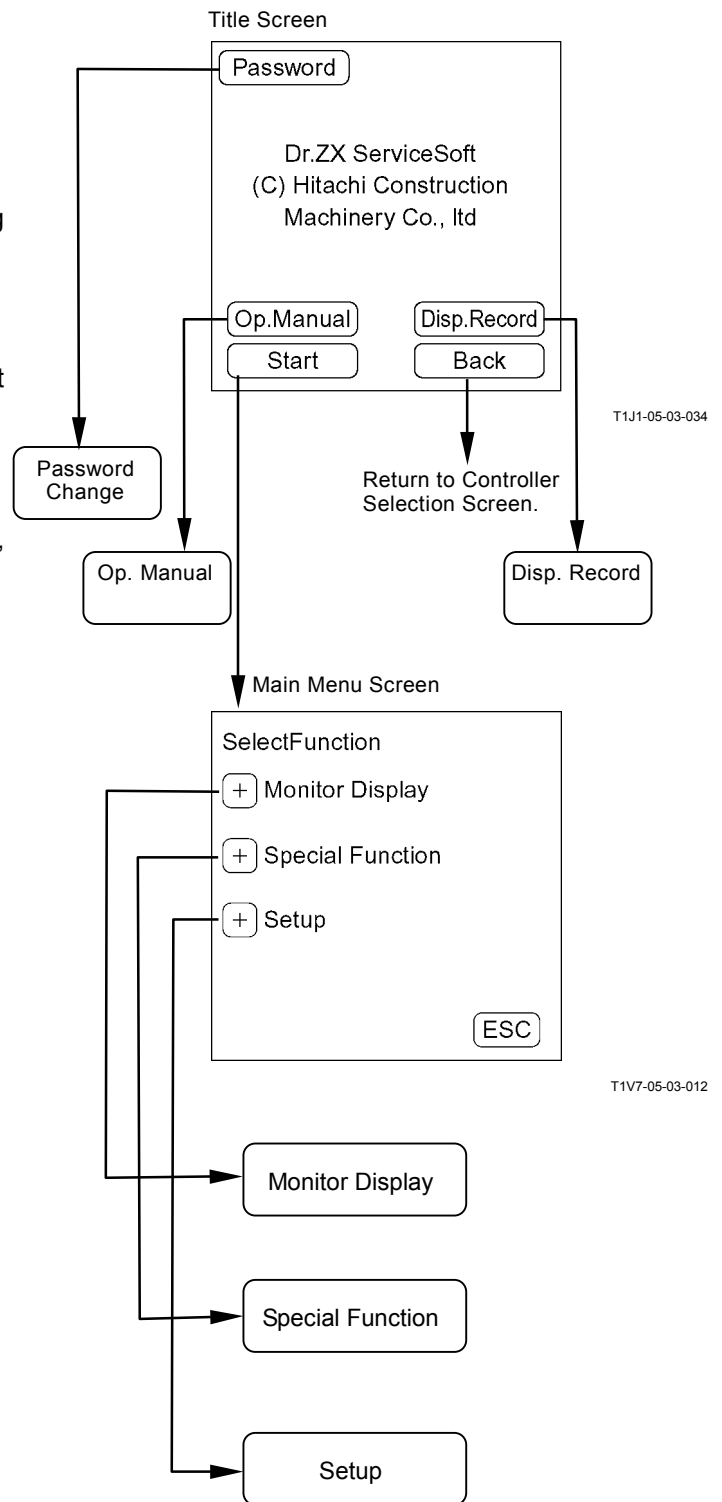 Title Screen
Password
Dr.ZX ServiceSoft
(C) Hitachi Construction
Machinery Co., ltd
g
Op.Manual
Disp.Record
Start
Back
t
T1J1-05-03-034
Password
Change
Return to Controller
Selection Screen.
,
Op. Manual
Disp. Record
Main Menu Screen
SelectFunction
+ Monitor Display
+ Special Function
+ Setup
ESC
T1V7-05-03-012
Monitor Display
Special Function
Setup